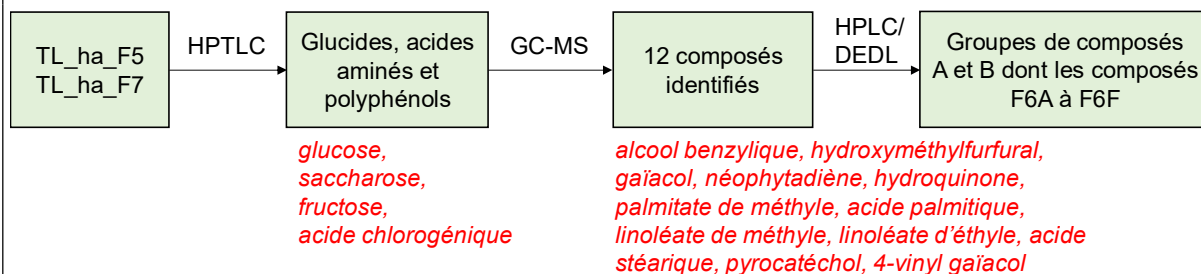 TL_ha_F5
TL_ha_F7
HPTLC
Glucides, acides
aminés et
polyphénols
GC-MS
12 composés
identifiés
HPLC/
DEDL
Groupes de composés
A et B dont les composés
F6A à F6F
glucose,
saccharose,
fructose,
acide chlorogénique
alcool benzylique, hydroxyméthylfurfural,
gaïacol, néophytadiène, hydroquinone,
palmitate de méthyle, acide palmitique,
linoléate de méthyle, linoléate d'éthyle, acide
stéarique, pyrocatéchol, 4-vinyl gaïacol